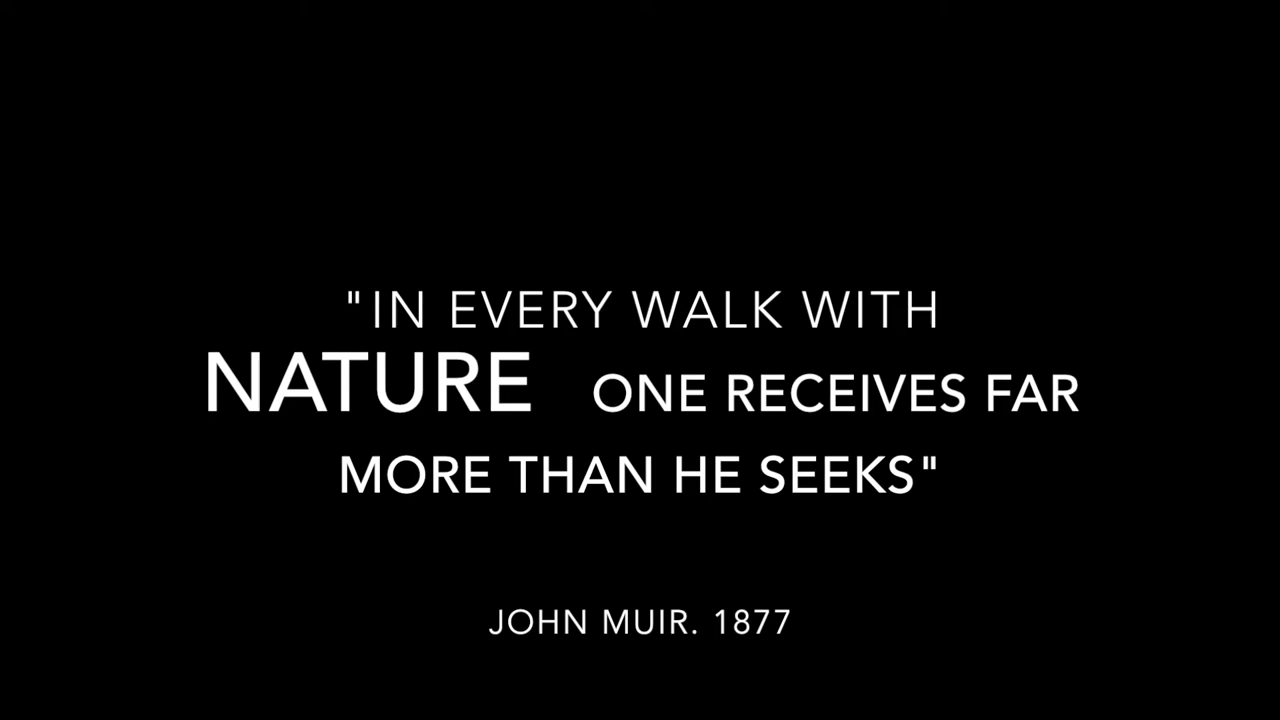 "IN EVERY WALK WITH
NATURE ONE RECEIVES FAR
MORE THAN HE SEEKS"
JOHN MUIR. 1877